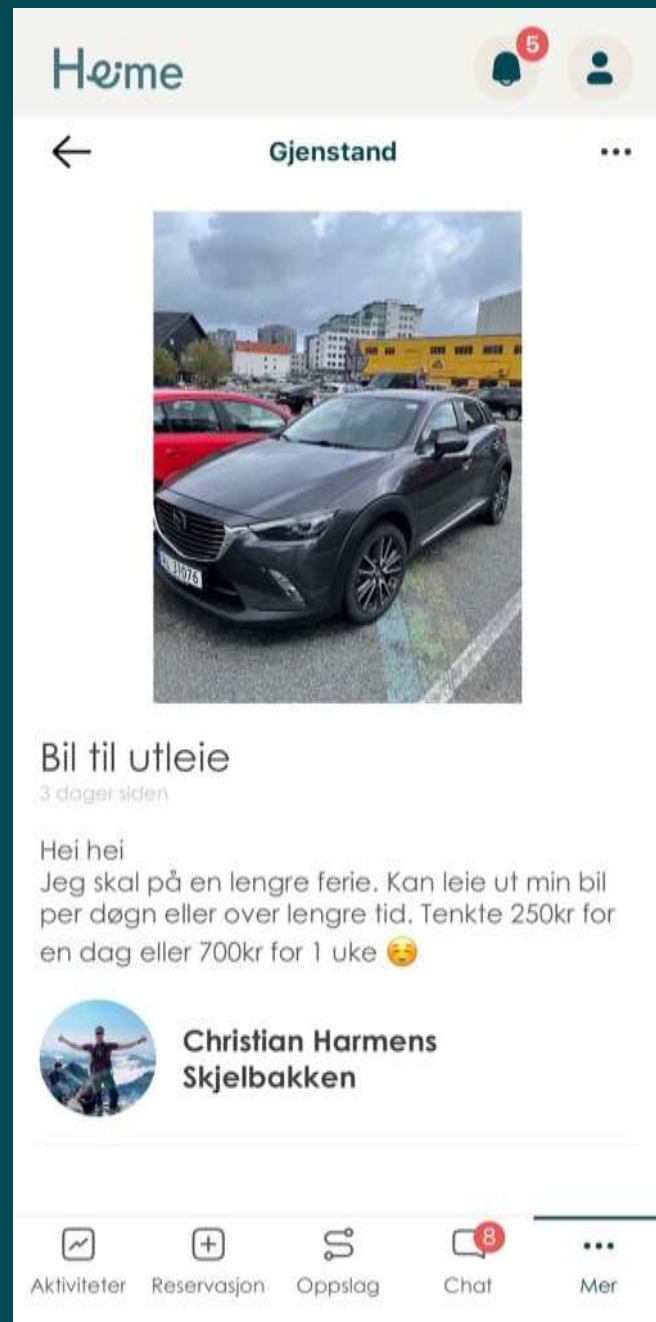 Heime
5
Gjenstand
31076
Bil til utleie
3 dager siden
Hei hei
Jeg skal på en lengre ferie. Kan leie ut min bil
per døgn eller over lengre tid. Tenkte 250kr for
en dag eller 700kr for 1 uke ☺️
Christian Harmens
Skjelbakken
8
Aktiviteter Reservasjon Oppslag Chat Mer